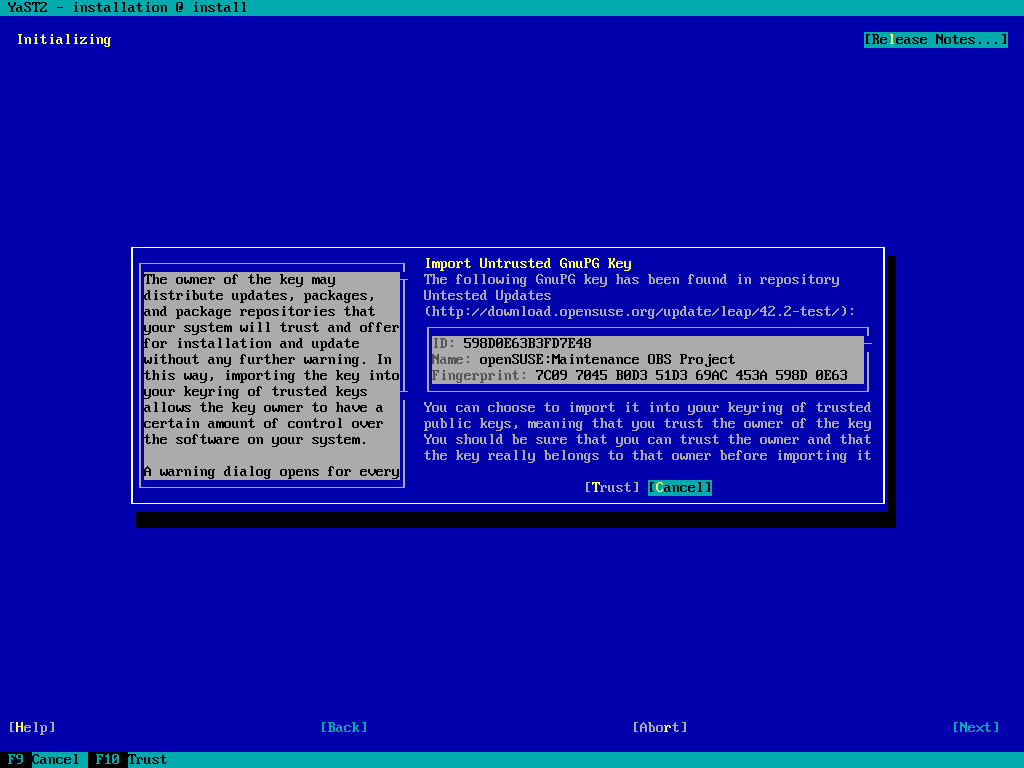 YaST2 - installation @ install
Initializing
[Release Notes...]
The owner of the key may
distribute updates, packages,
and package repositories that
your system will trust and offer
for installation and update
without any further warning. In
this way, importing the key into
your keyring of trusted keys
allows the key owner to have a
certain amount of control over
the software on your system.
A warning dialog opens for every
Import Untrusted GnuPG Key
The following GnuPG key has been found in repository
Untested Updates
(http://download.opensuse.org/update/leap/42.2-test/):
ID: 598D0E63B3FD7E48
Name: openSUSE:Maintenance OBS Project
Fingerprint: 7C09 7045 B0D3 51D3 69AC 453A 598D 0E63
You can choose to import it into your keyring of trusted
public keys, meaning that you trust the owner of the key
You should be sure that you can trust the owner and that
the key really belongs to that owner before importing it
[Trust] [Cancel]
[Help] [Back] [Abort] [Next]
F9 Cancel F10 Trust